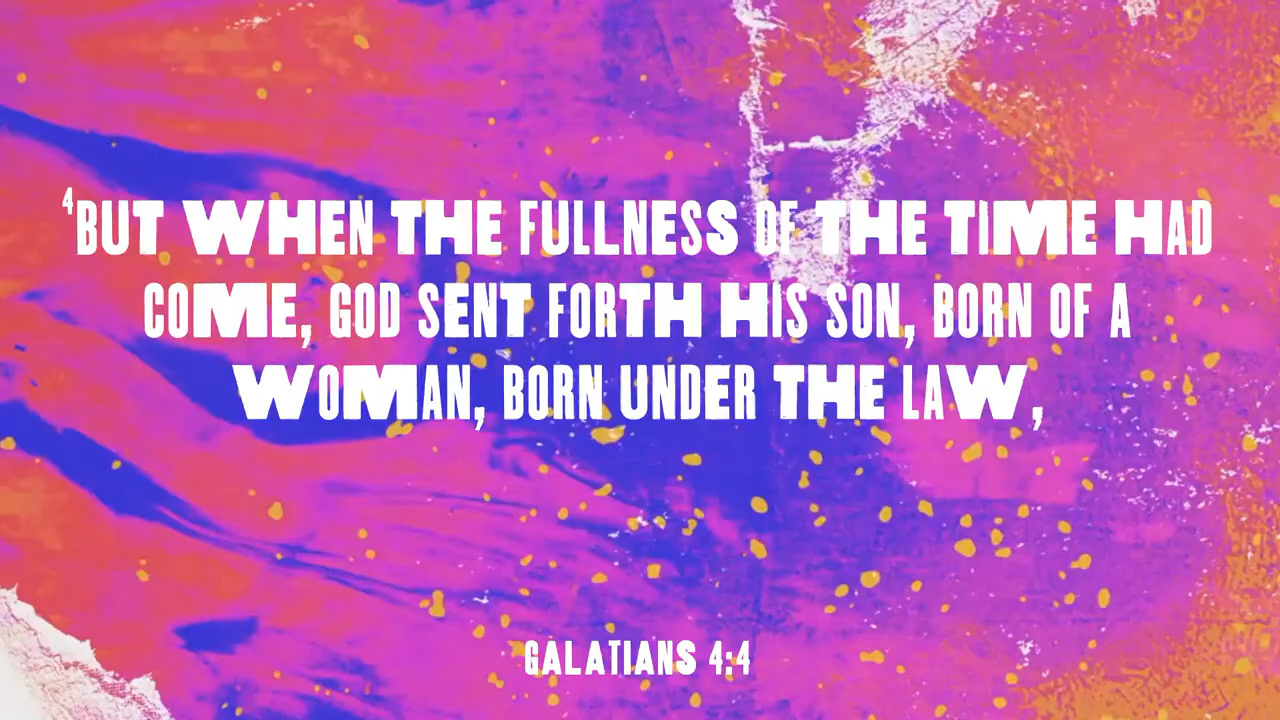 4BUT WHEN THE FULLNESS OF THE TIME HAD
COME, GOD SENT FORTH HIS SON, BORN OF A
WOMAN, BORN UNDER THE LAW,
GALATIANS 4:4